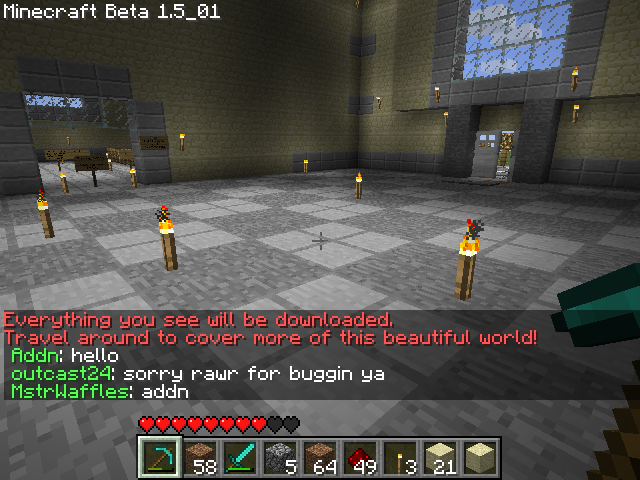 Minecraft Beta 1.5_01
Everything you see will be downloaded.
Travel around to cover more of this beautiful world!
Addn: hello
outcast24: sorry rawr for buggin ya
MstrWaffles: addn
58 5 64 49 3 21